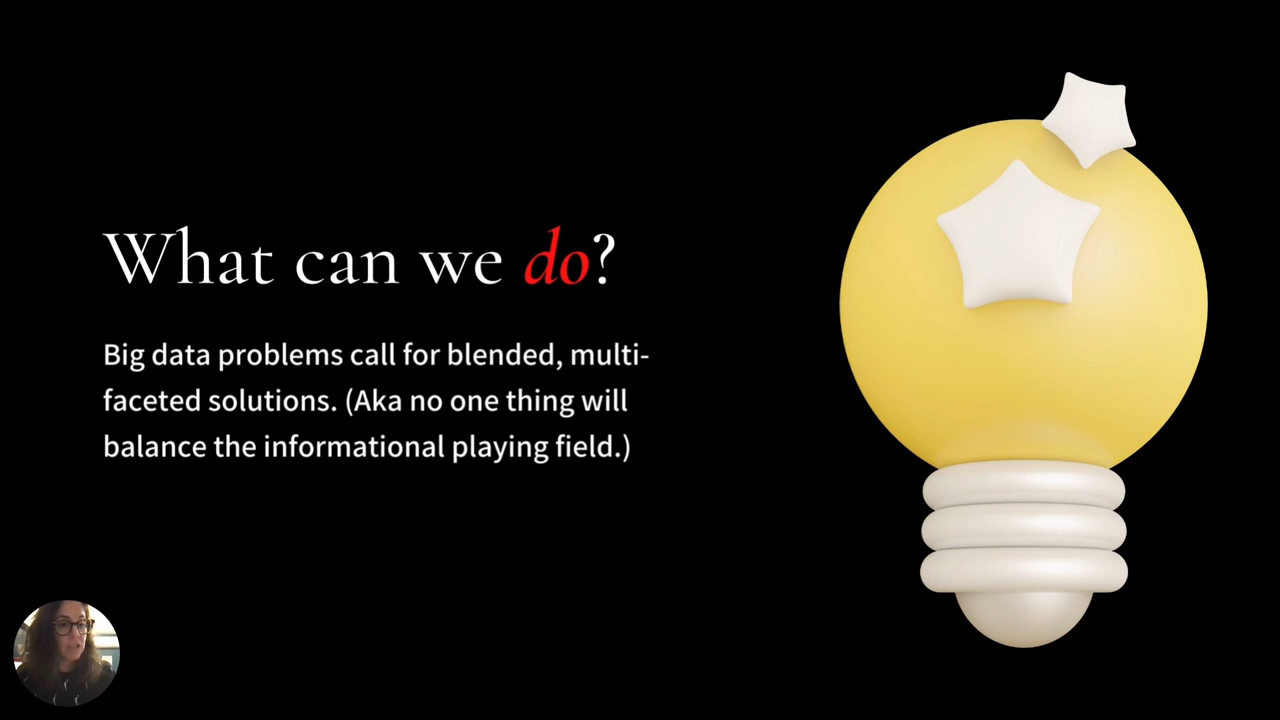 What can we do?
Big data problems call for blended, multi-
faceted solutions. (Aka no one thing will
balance the informational playing field.)